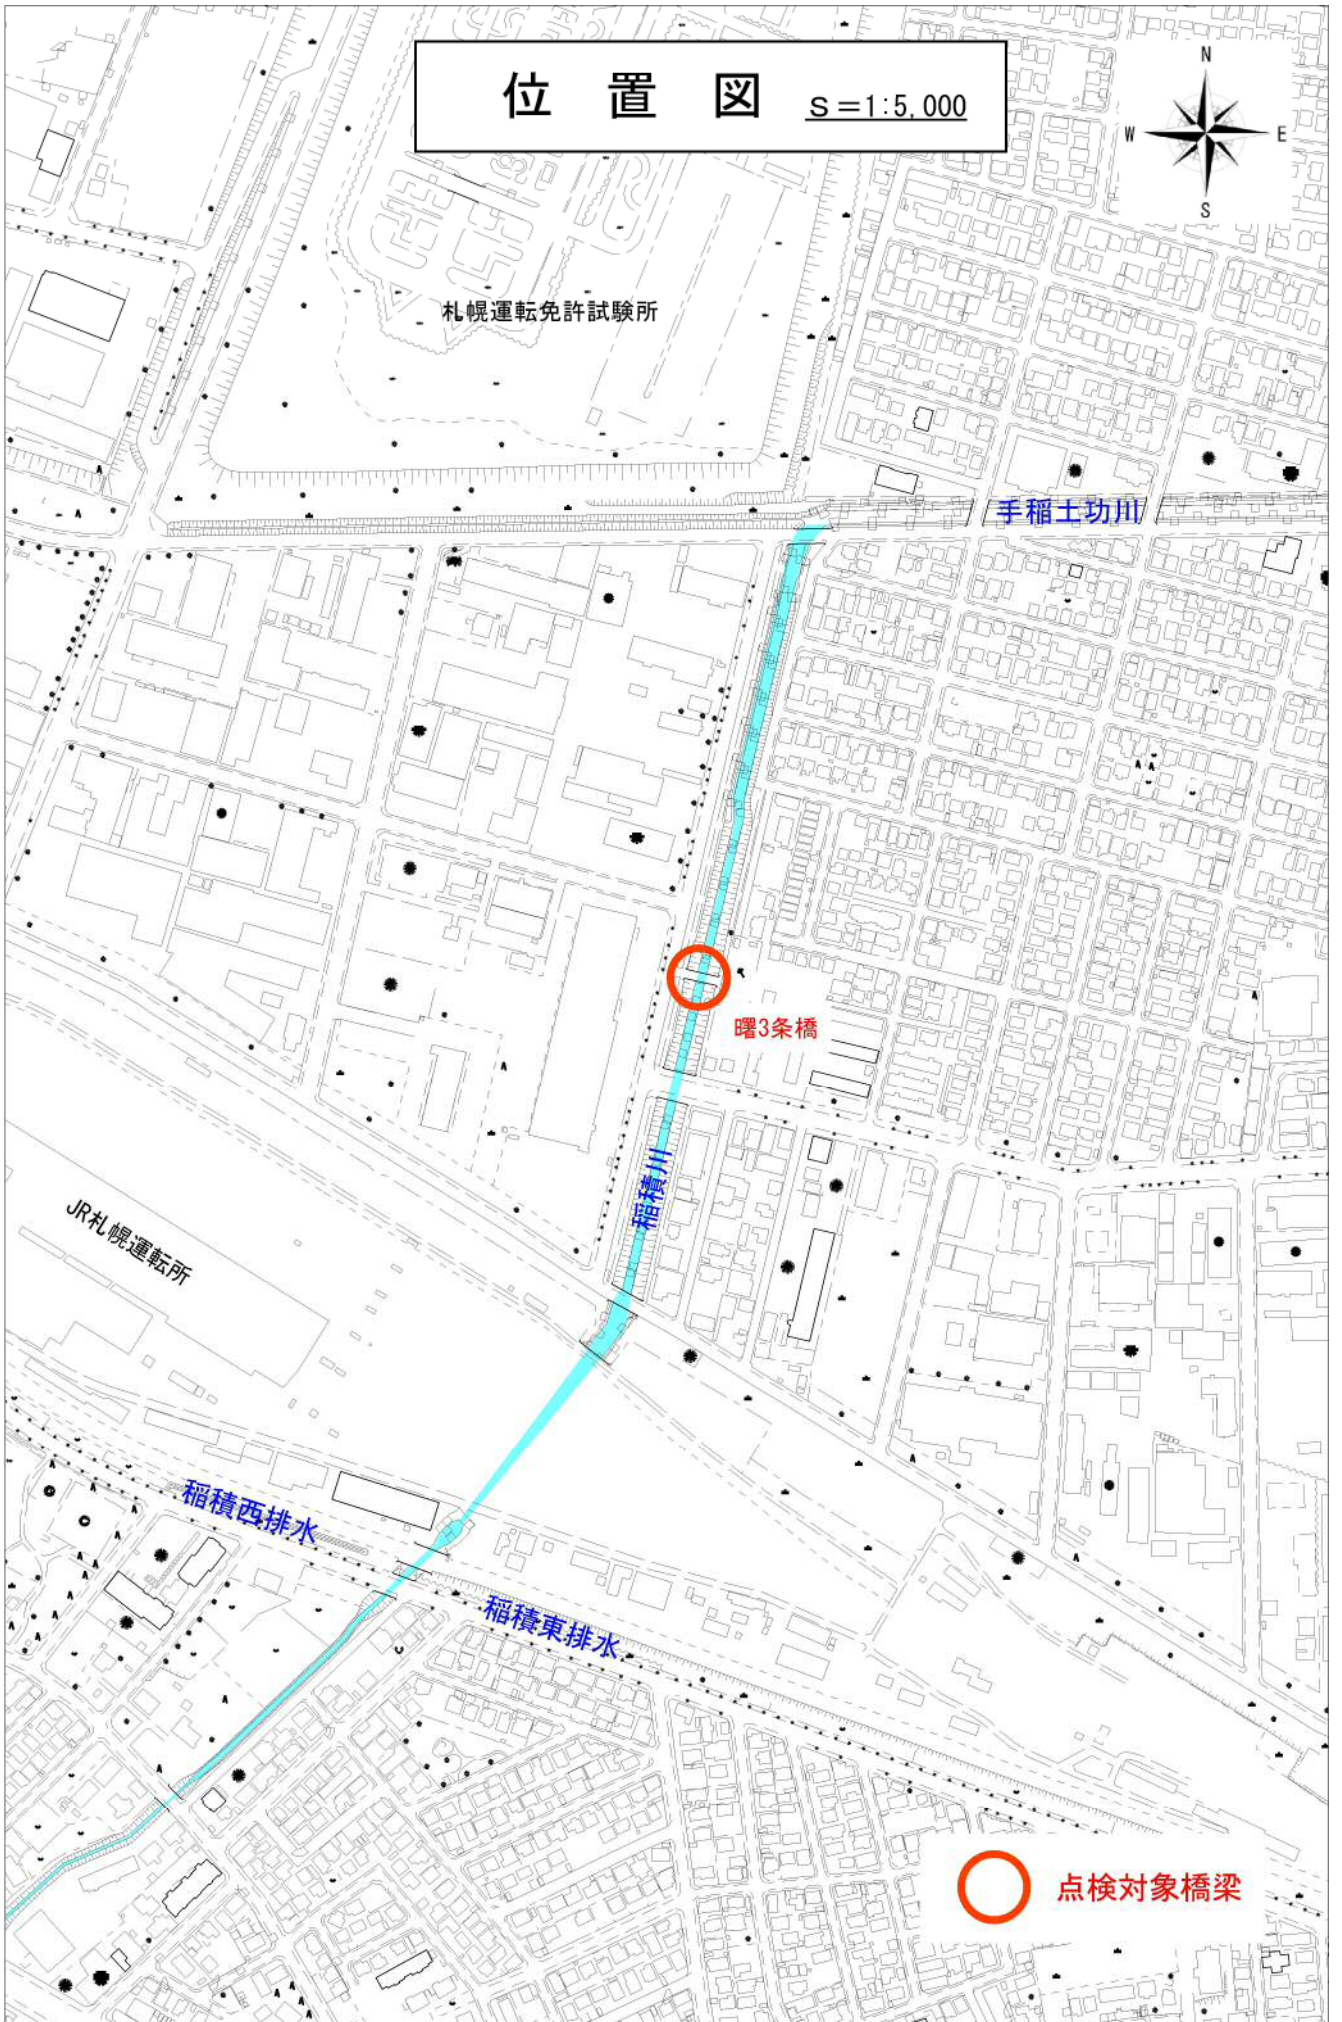 位 置 図 S=1:5,000
N
W E
S
札幌運転免許試験所
手稲土功川
曙3条橋
稲積川
JR札幌運転所
稲積西排水
稲積東排水
点検対象橋梁